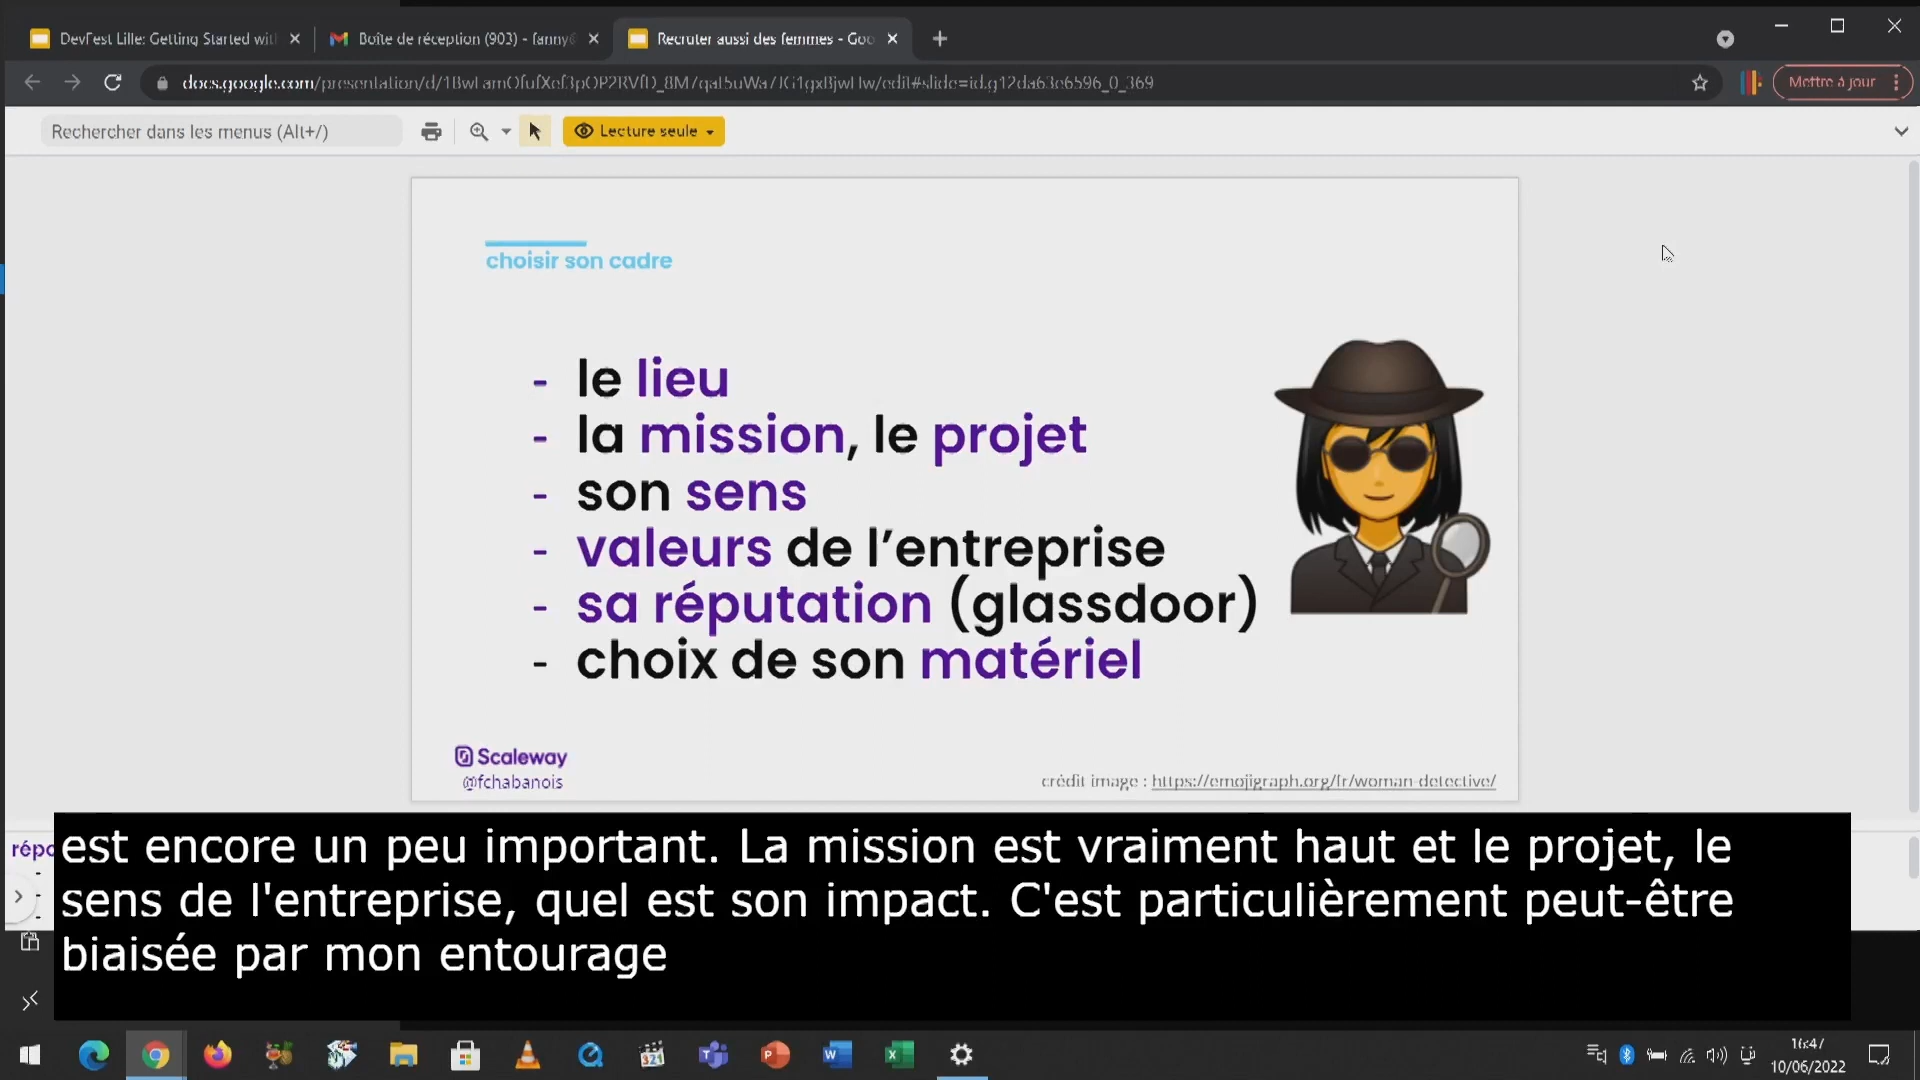 DevFest Lille: Getting Started wit
Boîte de réception (903) - fanny@
Recruter aussi des femmes - Goo
docs.google.com/presentation/d/
/edit#slide=id.g12da63e6596_0_369
Mettre à jour
Rechercher dans les menus (Alt+/)
Lecture seule
choisir son cadre
- le lieu
- la mission, le projet
- son sens
- valeurs de l’entreprise
- sa réputation (glassdoor)
- choix de son matériel
Scaleway
@fchabanois
crédit image : https://emojigraph.org/fr/woman-detective/
répo
est encore un peu important. La mission est vraiment haut et le projet, le
sens de l'entreprise, quel est son impact. C'est particulièrement peut-être
biaisée par mon entourage
321
16:47
10/06/2022